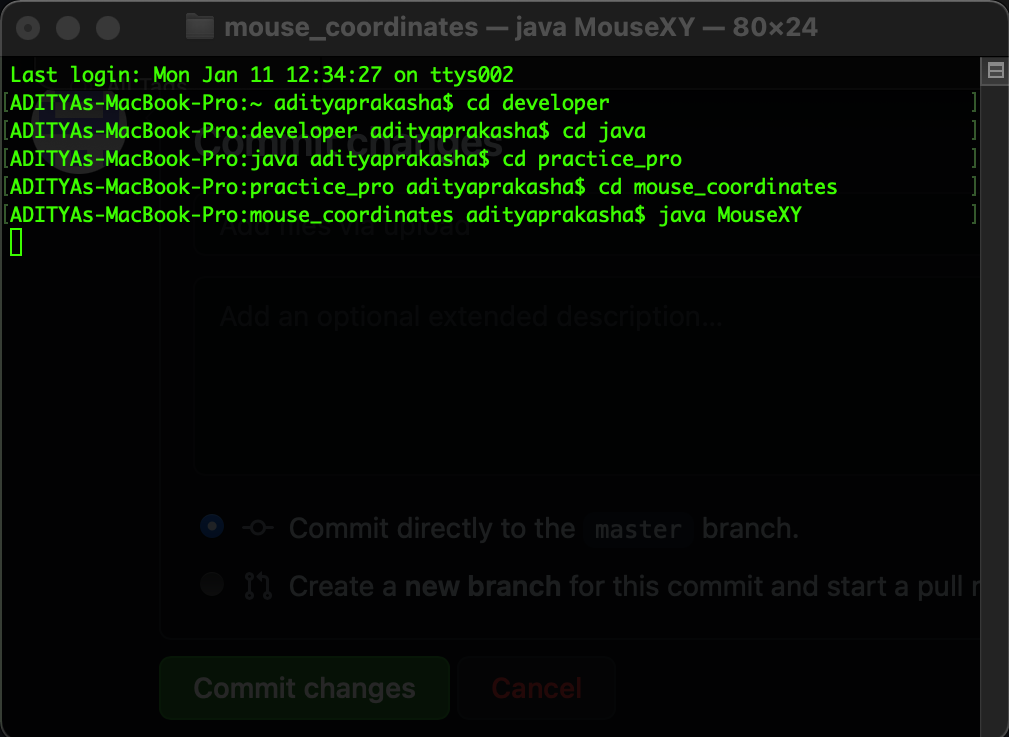 mouse_coordinates — java MouseXY — 80×24
Last login: Mon Jan 11 12:34:27 on ttys002
[ADITYAs-MacBook-Pro:~ adityaprakasha$ cd developer ]
[ADITYAs-MacBook-Pro:developer adityaprakasha$ cd java ]
[ADITYAs-MacBook-Pro:java adityaprakasha$ cd practice_pro ]
[ADITYAs-MacBook-Pro:practice_pro adityaprakasha$ cd mouse_coordinates ]
[ADITYAs-MacBook-Pro:mouse_coordinates adityaprakasha$ java MouseXY ]
Commit changes
Add files via upload
Add an optional extended description...
Commit directly to the master branch.
Create a new branch for this commit and start a pull
Commit changes
Cancel